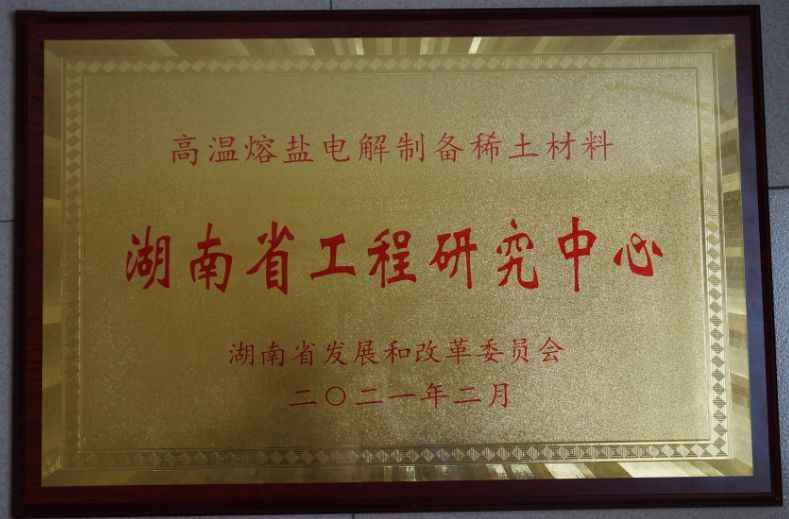 高温熔盐电解制备稀土材料
湖南省工程研究中心
湖南省发展和改革委员会
二〇二一年二月